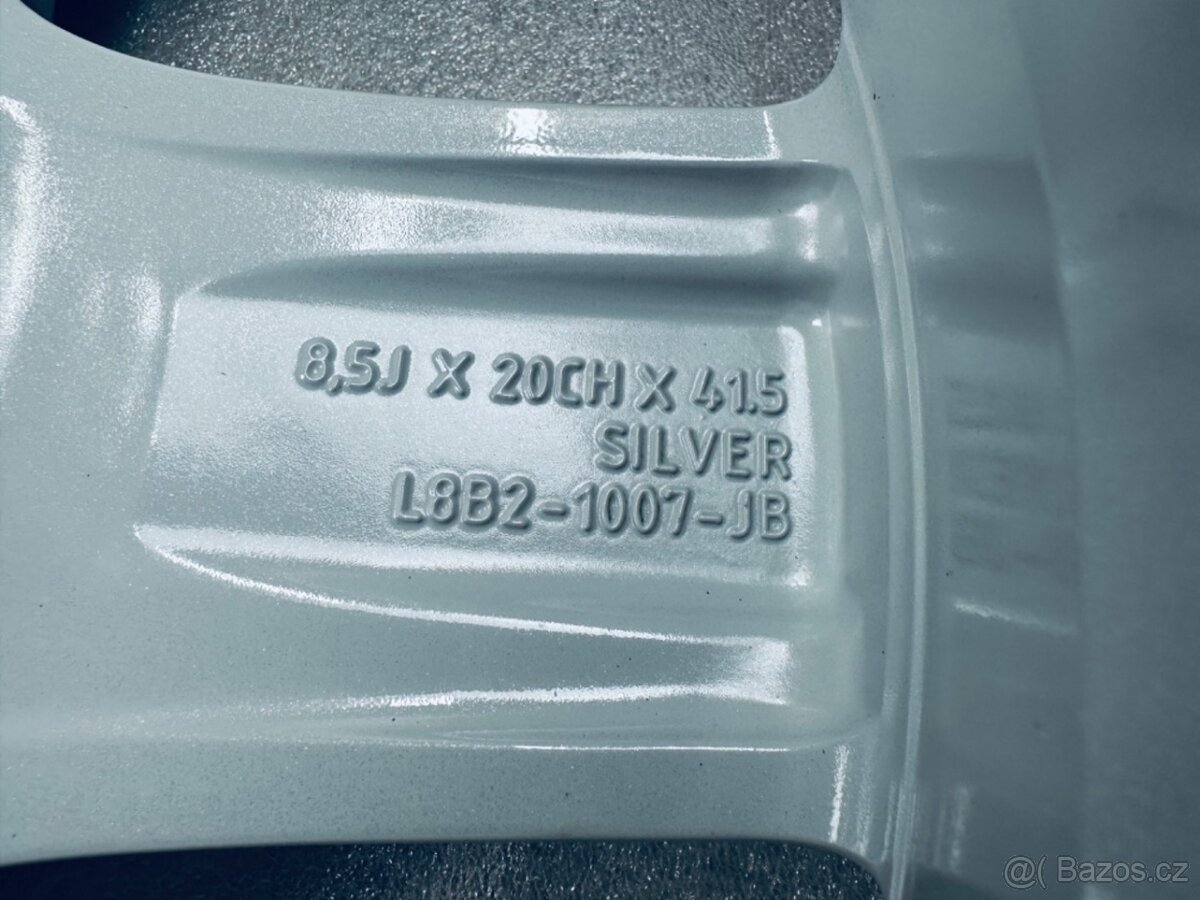 8,5J X 20CH X 41.5
SILVER
L8B2-1007-JB
@( Bazos.cz